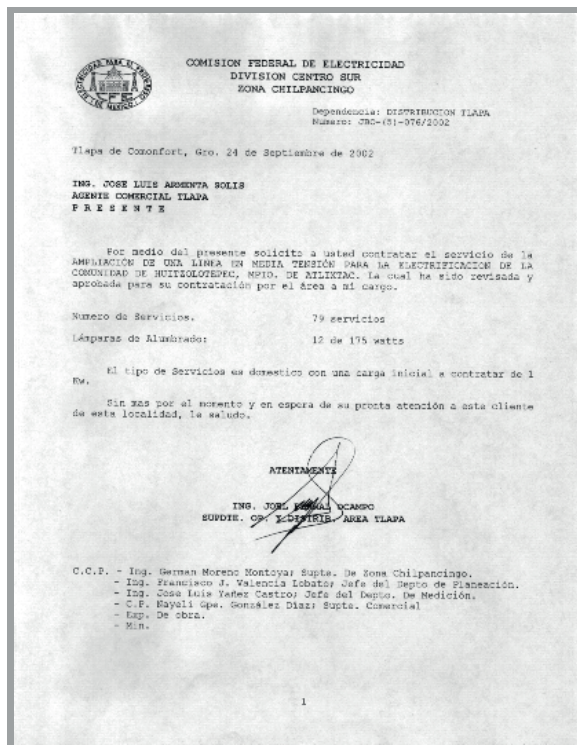 COMISION FEDERAL DE ELECTRICIDAD
DIVISION CENTRO SUR
ZONA CHILPANCINGO
Dependencia: DISTRIBUCION TLAPA
Numero: JBO-(S)-076/2002
Tlapa de Comonfort, Gro. 24 de Septiembre de 2002
ING. JOSE LUIS ARMENTA SOLIS
AGENTE COMERCIAL TLAPA
P R E S E N T E
Por medio del presente solicito a usted contratar el servicio de la
AMPLIACIÓN DE UNA LINEA EN MEDIA TENSIÓN PARA LA ELECTRIFICACION DE LA
COMUNIDAD DE HUITZOLOTEPEC, MPIO. DE ATLIXTAC. La cual ha sido revisada y
aprobada para su contratación por el área a mi cargo.
Numero de Servicios. 79 servicios
Lámparas de Alumbrado: 12 de 175 watts
El tipo de Servicios es domestico con una carga inicial a contratar de 1
Kw.
Sin mas por el momento y en espera de su pronta atención a este cliente
de esta localidad, le saludo.
ATENTAMENTE
ING. JOEL OCAMPO
SUPDTE. OP. Y DISTRIB. AREA TLAPA
C.C.P. - Ing. German Moreno Montoya; Supte. De Zona Chilpancingo.
- Ing. Francisco J. Valencia Lobato; Jefe del Depto de Planeación.
- Ing. Jose Luis Yañez Castro; Jefe del Depto. De Medición.
- C.P. Nayeli Gpe. González Diaz; Supte. Comercial
- Exp. De obra.
- Min.
1